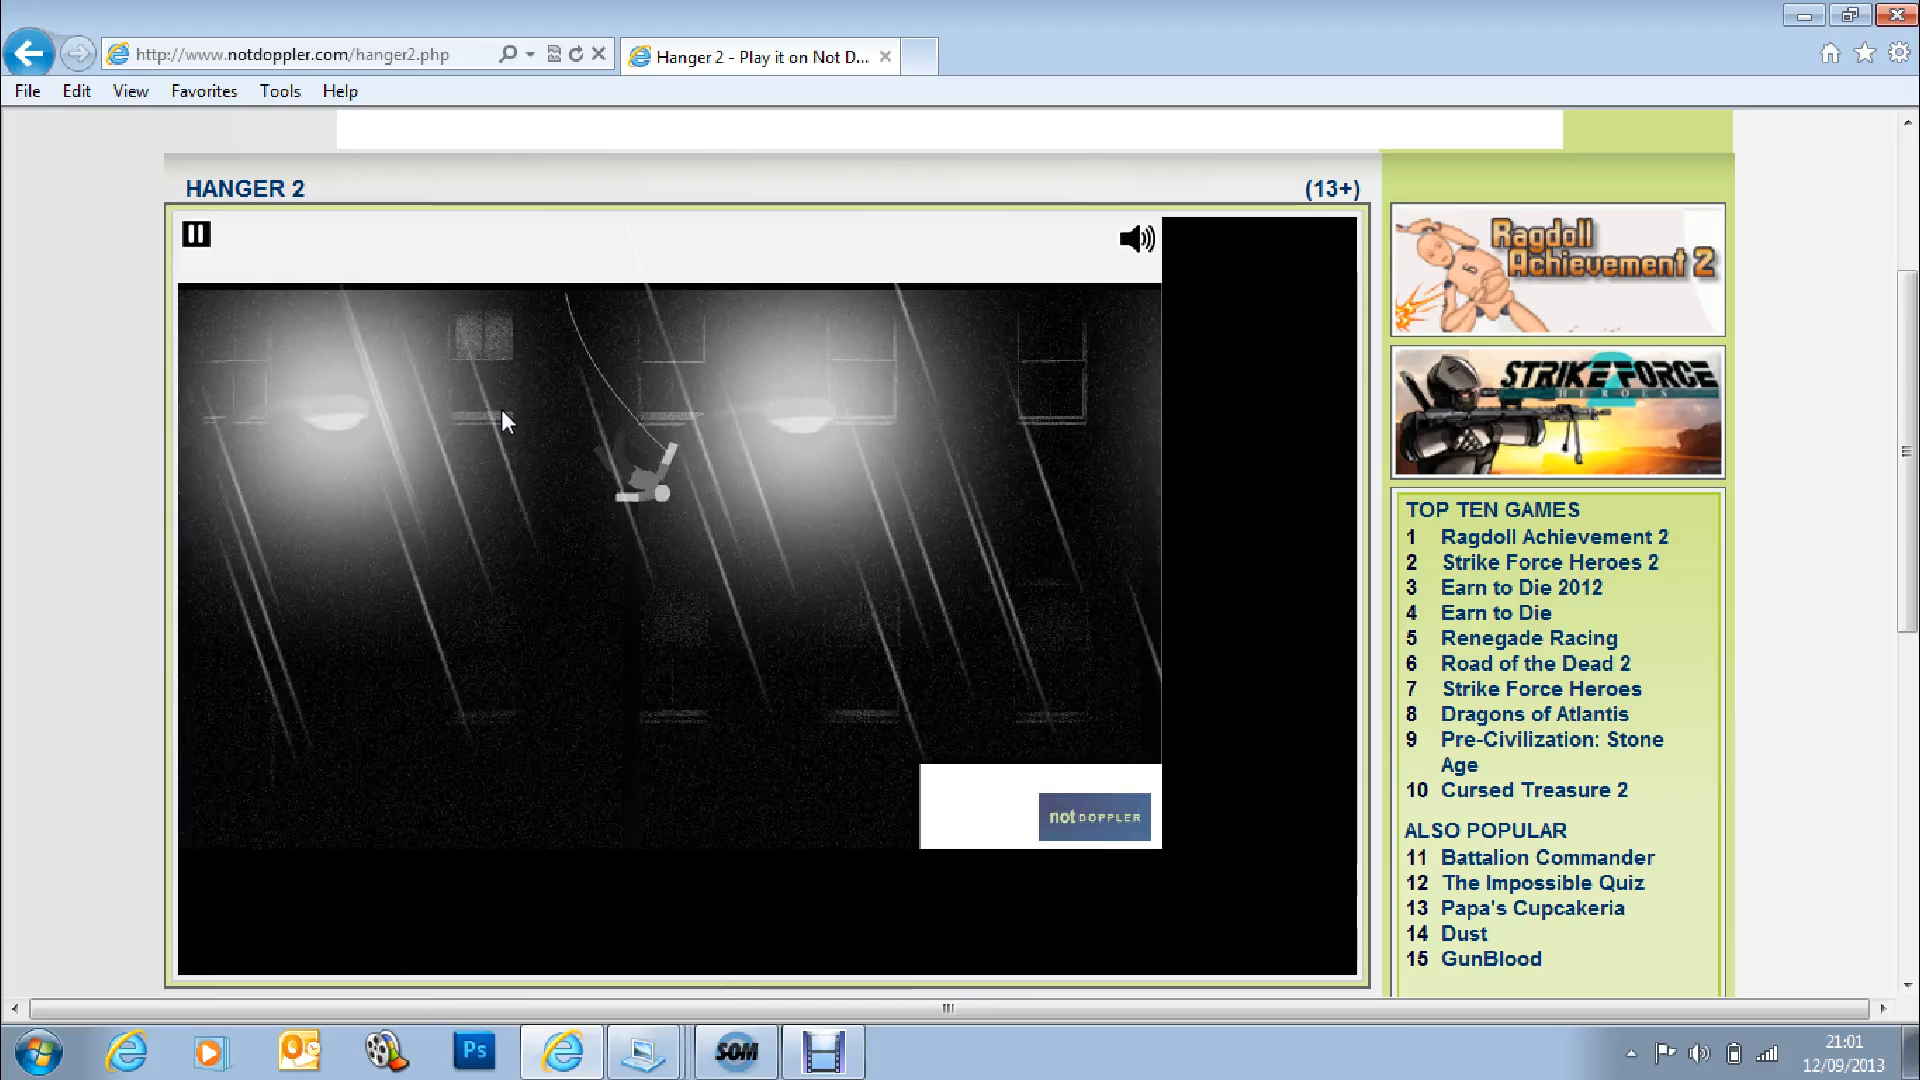 http://www.notdoppler.com/hanger2.php
Hanger 2 - Play it on Not D...
File Edit View Favorites Tools Help
HANGER 2
(13+)
Ragdoll
Achievement 2
STRIKE FORCE
HEROES 2
TOP TEN GAMES
1 Ragdoll Achievement 2
2 Strike Force Heroes 2
3 Earn to Die 2012
4 Earn to Die
5 Renegade Racing
6 Road of the Dead 2
7 Strike Force Heroes
8 Dragons of Atlantis
9 Pre-Civilization: Stone
Age
10 Cursed Treasure 2
ALSO POPULAR
11 Battalion Commander
12 The Impossible Quiz
13 Papa's Cupcakeria
14 Dust
15 GunBlood
not DOPPLER
Ps
SOM
21:01
12/09/2013